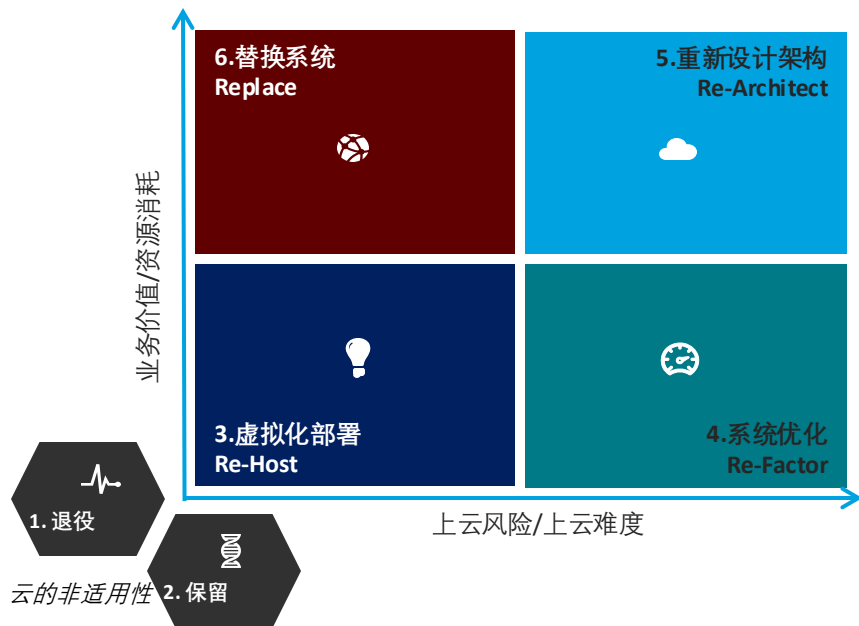 6.替换系统
Replace
5.重新设计架构
Re-Architect
业务价值/资源消耗
3.虚拟化部署
Re-Host
4.系统优化
Re-Factor
上云风险/上云难度
1. 退役
云的非适用性
2. 保留